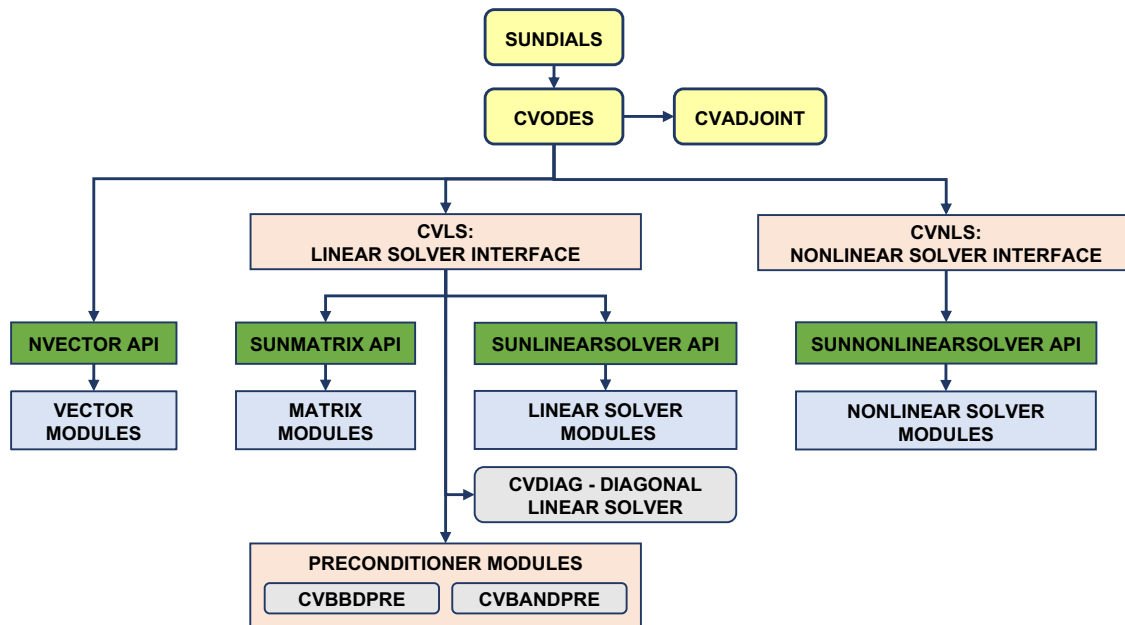 SUNDIALS
CVODES
CVADJOINT
CVLS:
LINEAR SOLVER INTERFACE
CVNLS:
NONLINEAR SOLVER INTERFACE
NVECTOR API
SUNMATRIX API
SUNLINEARSOLVER API
SUNNONLINEARSOLVER API
VECTOR
MODULES
MATRIX
MODULES
LINEAR SOLVER
MODULES
NONLINEAR SOLVER
MODULES
CVDIAG - DIAGONAL
LINEAR SOLVER
PRECONDITIONER MODULES
CVBBDPRE
CVBANDPRE